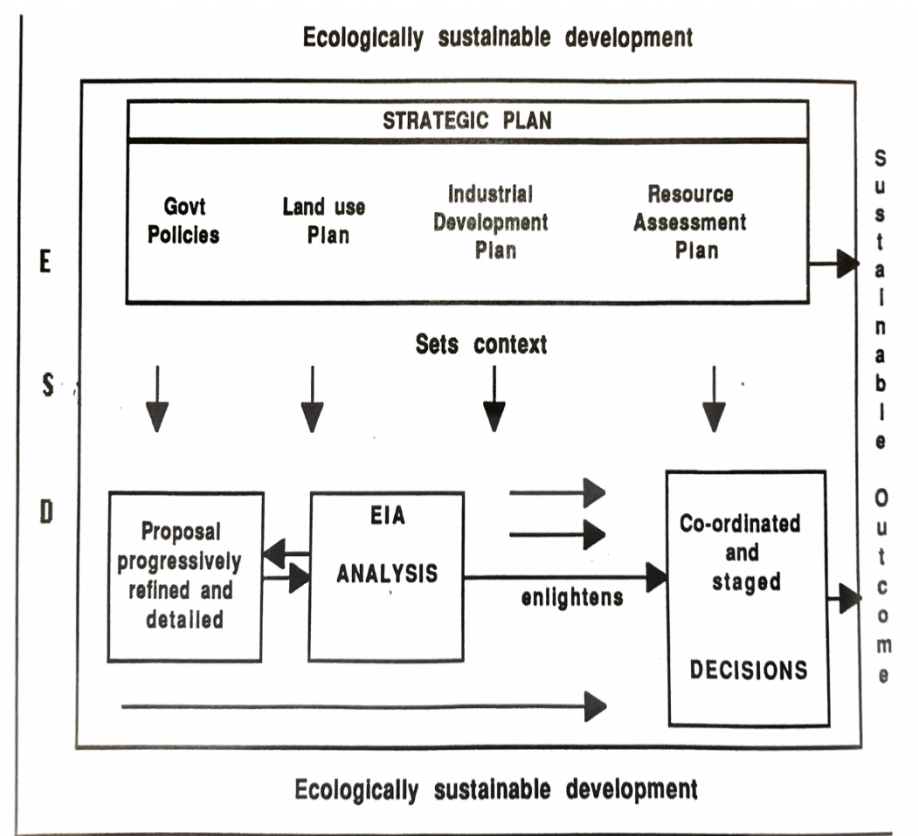 Ecologically sustainable development
STRATEGIC PLAN
Govt
Policies
Land use
Plan
Industrial
Development
Plan
Resource
Assessment
Plan
Sets context
E
S
D
Proposal
progressively
refined and
detailed
EIA
ANALYSIS
enlightens
Co-ordinated
and
staged
DECISIONS
Sustainable Outcome
Ecologically sustainable development